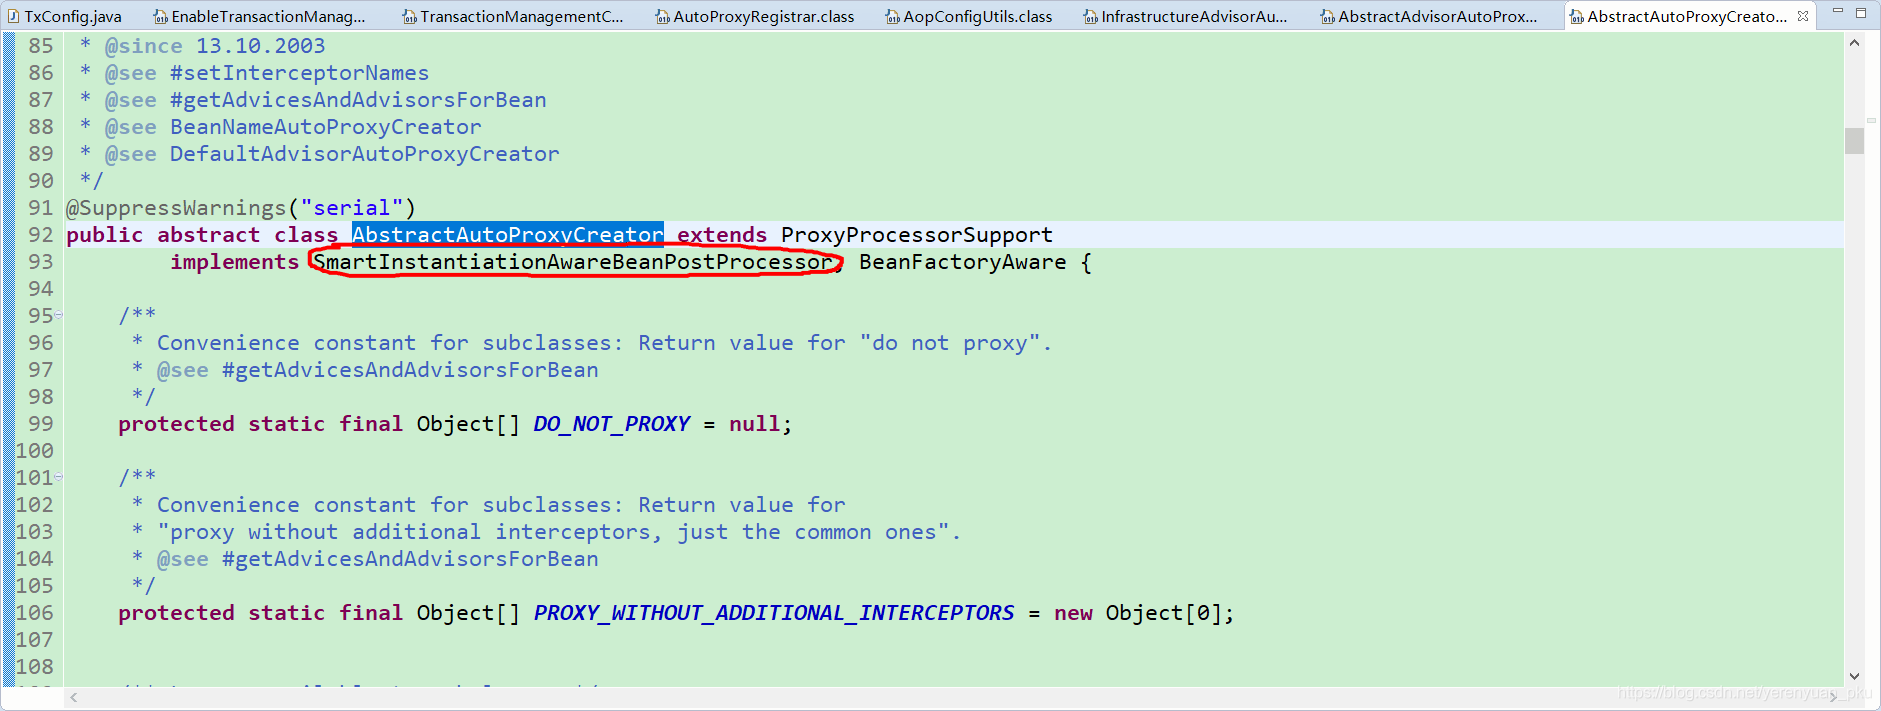 TxConfig.java EnableTransactionManag... TransactionManagementC... AutoProxyRegistrar.class AopConfigUtils.class InfrastructureAdvisorAu... AbstractAdvisorAutoProx... AbstractAutoProxyCreato...
85 * @since 13.10.2003
86 * @see #setInterceptorNames
87 * @see #getAdvicesAndAdvisorsForBean
88 * @see BeanNameAutoProxyCreator
89 * @see DefaultAdvisorAutoProxyCreator
90 */
91 @SuppressWarnings("serial")
92 public abstract class AbstractAutoProxyCreator extends ProxyProcessorSupport
93 implements SmartInstantiationAwareBeanPostProcessor, BeanFactoryAware {
94
95 /**
96 * Convenience constant for subclasses: Return value for "do not proxy".
97 * @see #getAdvicesAndAdvisorsForBean
98 */
99 protected static final Object[] DO_NOT_PROXY = null;
100
101 /**
102 * Convenience constant for subclasses: Return value for
103 * "proxy without additional interceptors, just the common ones".
104 * @see #getAdvicesAndAdvisorsForBean
105 */
106 protected static final Object[] PROXY_WITHOUT_ADDITIONAL_INTERCEPTORS = new Object[0];
107
108
https://blog.csdn.net/yerenyuan_pku